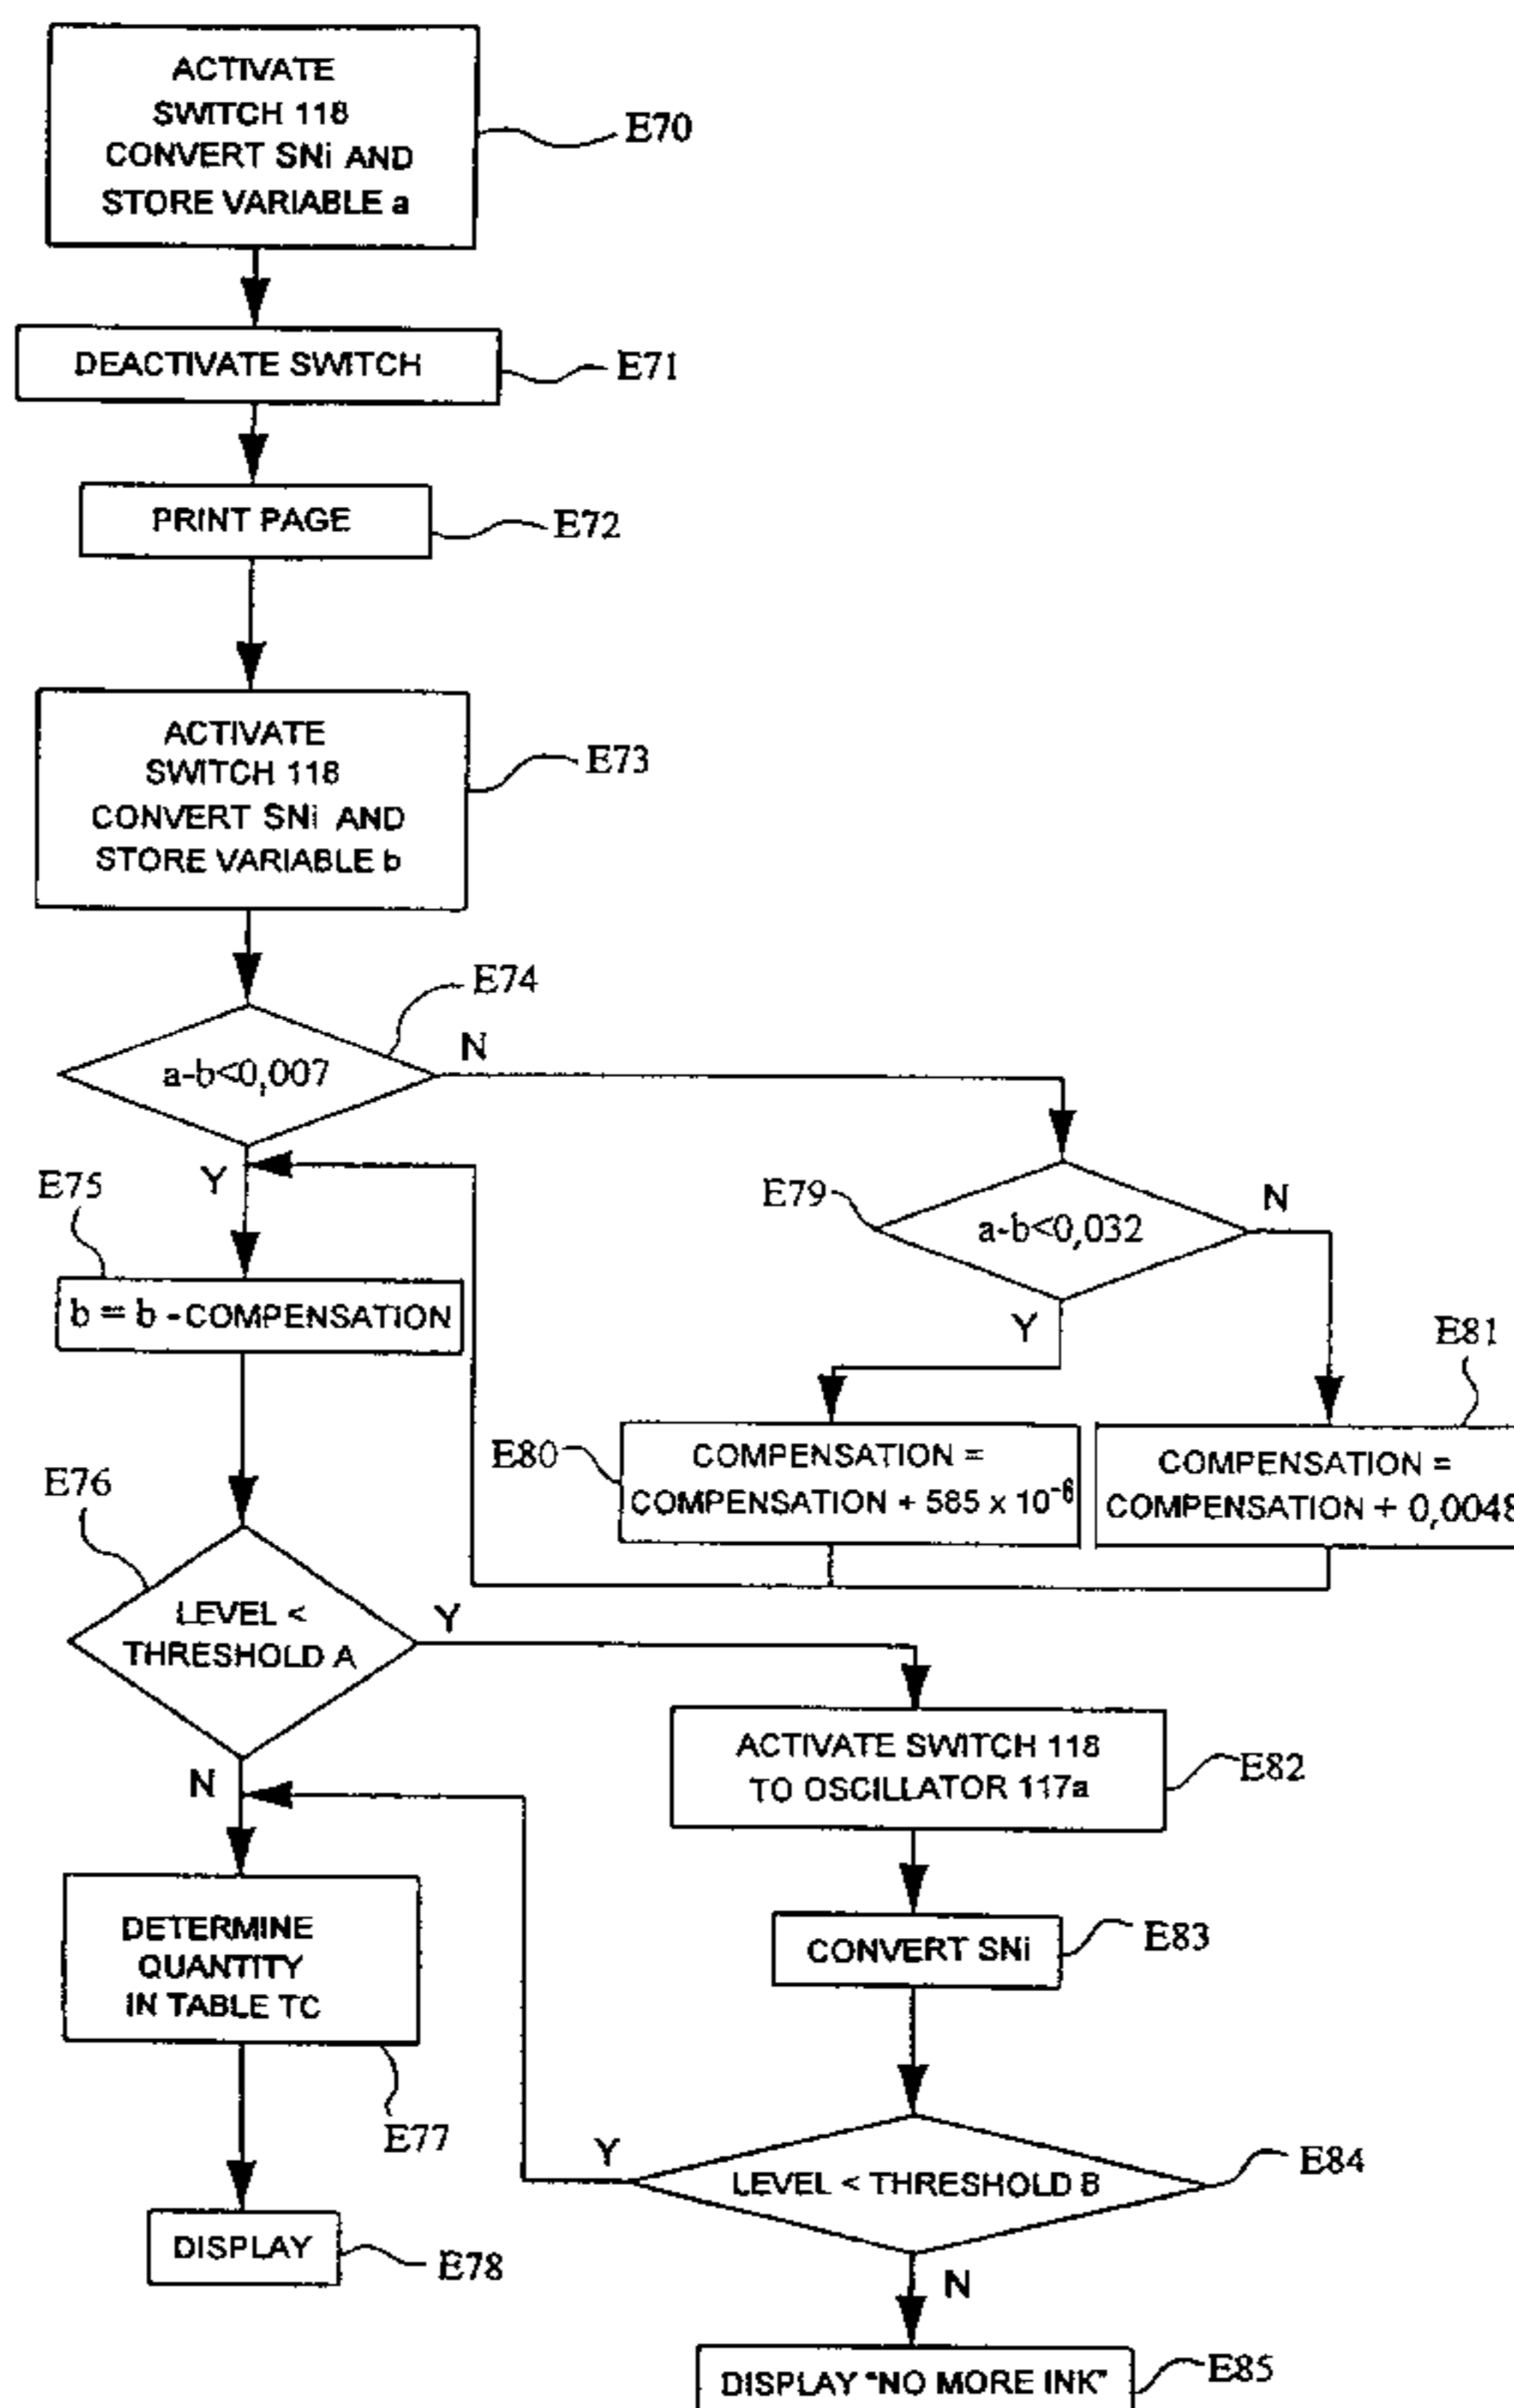 ACTIVATE
SWITCH 118
CONVERT SNi AND
STORE VARIABLE a
E70
DEACTIVATE SWITCH
E71
PRINT PAGE
E72
ACTIVATE
SWITCH 118
CONVERT SNi AND
STORE VARIABLE b
E73
E74
a-b<0,007
N
Y
E75
b = b - COMPENSATION
E79
a-b<0,032
N
Y
E81
E80
COMPENSATION =
COMPENSATION + 585 x 10⁻⁶
COMPENSATION =
COMPENSATION + 0,0048
E76
LEVEL <
THRESHOLD A
Y
N
ACTIVATE SWITCH 118
TO OSCILLATOR 117a
E82
DETERMINE
QUANTITY
IN TABLE TC
E77
CONVERT SNi
E83
Y
LEVEL < THRESHOLD B
E84
DISPLAY
E78
N
DISPLAY "NO MORE INK"
E85